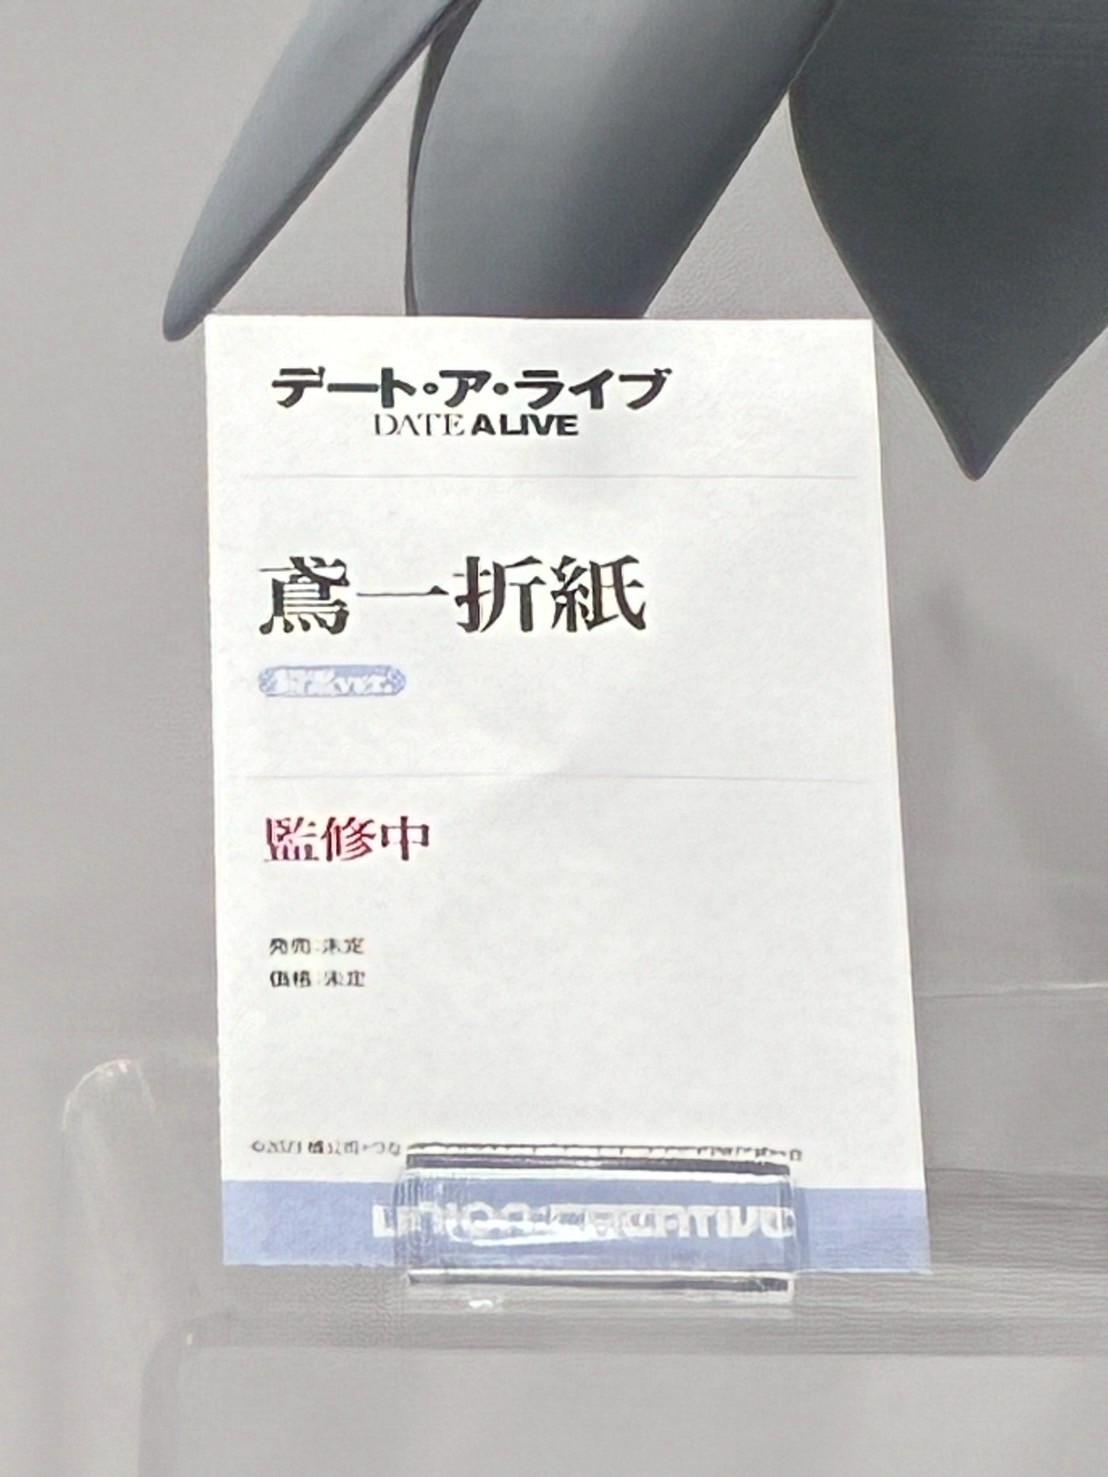 デート・ア・ライブ
DATE A LIVE
鳶一折紙
監修中
発売:未定
価格:未定